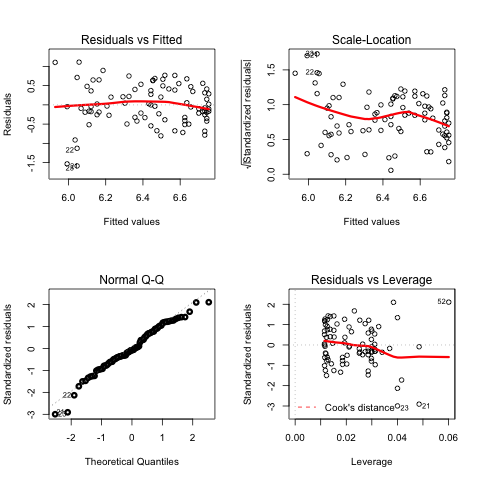 Residuals vs Fitted
Residuals
0.5
-0.5
-1.5
22
6.0 6.2 6.4 6.6
Fitted values
Scale-Location
√|Standardized residuals|
1.5
1.0
0.5
0.0
22
6.0 6.2 6.4 6.6
Fitted values
Normal Q-Q
Standardized residuals
2
1
0
-1
-2
-3
22
-2 -1 0 1 2
Theoretical Quantiles
Residuals vs Leverage
Standardized residuals
2
1
0
-1
-2
-3
52
Cook's distance
23
21
0.00 0.02 0.04 0.06
Leverage